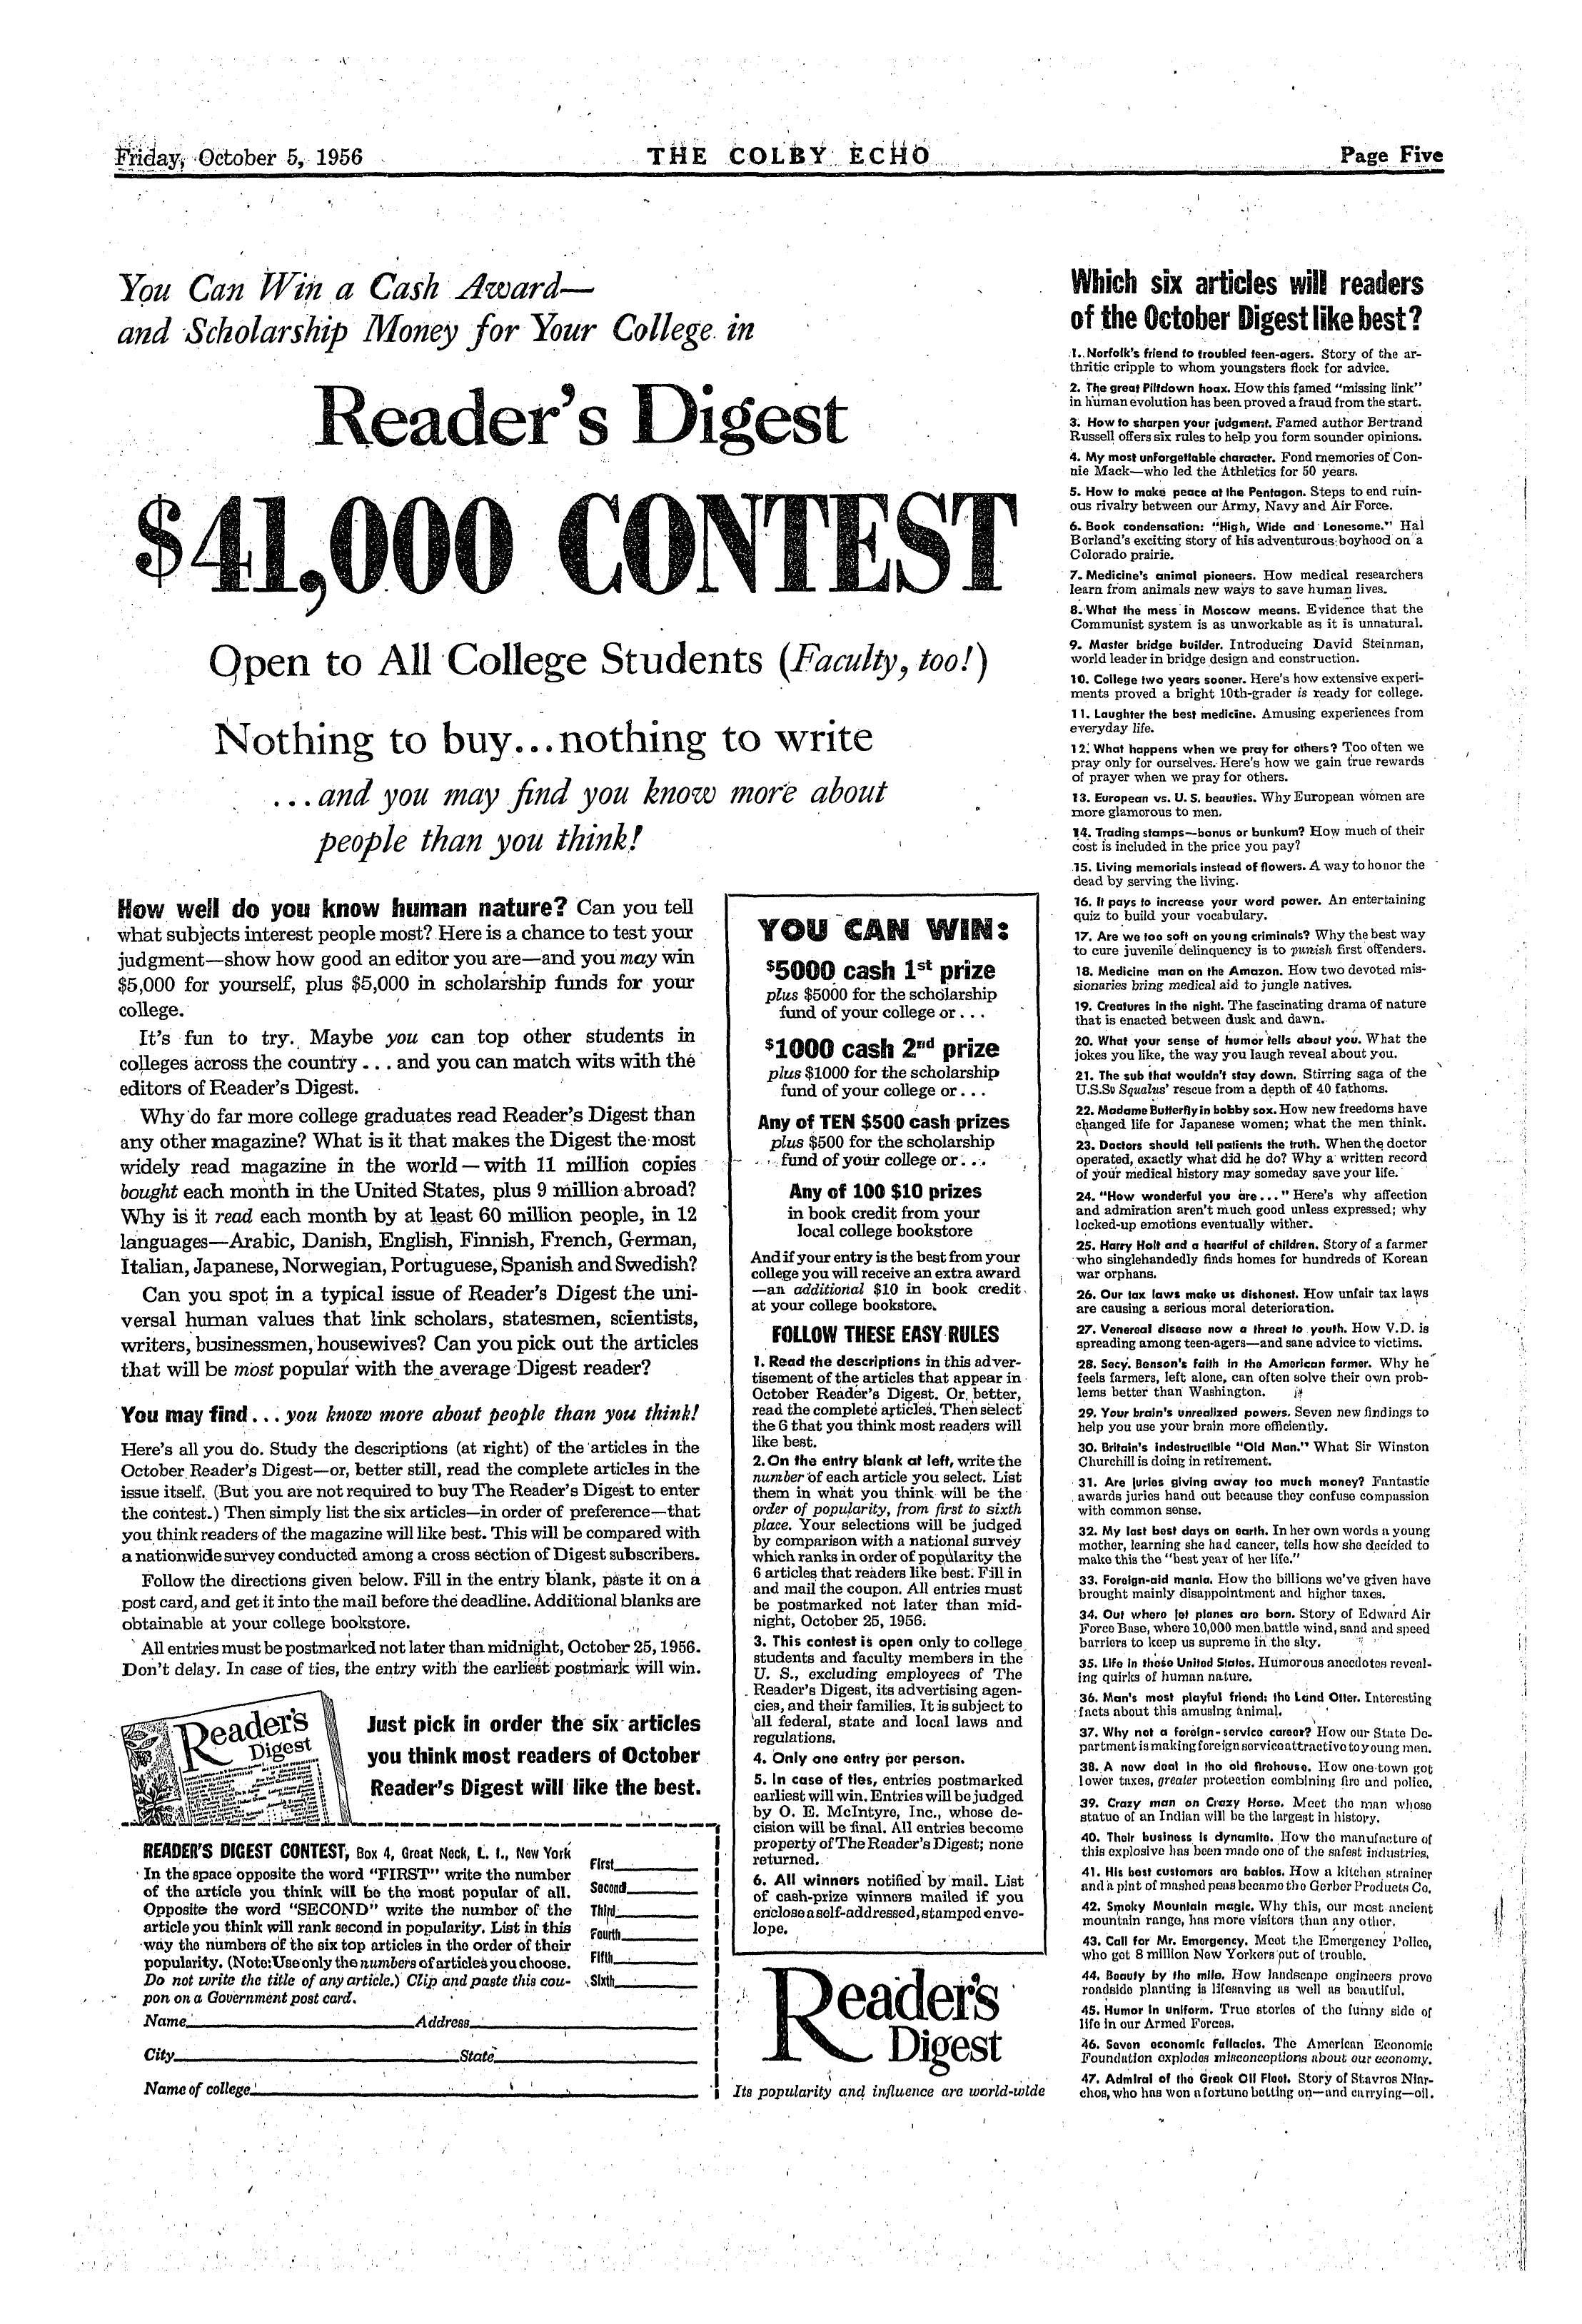 Friday, October 5, 1956
THE COLBY ECHO
Page Five
You Can Win a Cash Award—
and Scholarship Money for Your College in
Reader's Digest
$41,000 CONTEST
Open to All College Students (Faculty, too!)
Nothing to buy...nothing to write
...and you may find you know more about
people than you think!
How well do you know human nature? Can you tell
what subjects interest people most? Here is a chance to test your
judgment—show how good an editor you are—and you may win
$5,000 for yourself, plus $5,000 in scholarship funds for your
college.
It's fun to try. Maybe you can top other students in
colleges across the country...and you can match wits with the
editors of Reader's Digest.
Why do far more college graduates read Reader's Digest than
any other magazine? What is it that makes the Digest the most
widely read magazine in the world—with 11 million copies
bought each month in the United States, plus 9 million abroad?
Why is it read each month by at least 60 million people, in 12
languages—Arabic, Danish, English, Finnish, French, German,
Italian, Japanese, Norwegian, Portuguese, Spanish and Swedish?
Can you spot in a typical issue of Reader's Digest the uni-
versal human values that link scholars, statesmen, scientists,
writers, businessmen, housewives? Can you pick out the articles
that will be most popular with the average Digest reader?
You may find...you know more about people than you think!
Here's all you do. Study the descriptions (at right) of the articles in the
October Reader's Digest—or, better still, read the complete articles in the
issue itself. (But you are not required to buy The Reader's Digest to enter
the contest.) Then simply list the six articles—in order of preference—that
you think readers of the magazine will like best. This will be compared with
a nationwide survey conducted among a cross section of Digest subscribers.
Follow the directions given below. Fill in the entry blank, paste it on a
post card, and get it into the mail before the deadline. Additional blanks are
obtainable at your college bookstore.
All entries must be postmarked not later than midnight, October 25, 1956.
Don't delay. In case of ties, the entry with the earliest postmark will win.
Reader's
Digest
Just pick in order the six articles
you think most readers of October
Reader's Digest will like the best.
READER'S DIGEST CONTEST, Box 4, Great Neck, L. I., New York
In the space opposite the word "FIRST" write the number
of the article you think will be the most popular of all.
Opposite the word "SECOND" write the number of the
article you think will rank second in popularity. List in this
way the numbers of the six top articles in the order of their
popularity. (Note: Use only the numbers of articles you choose.
Do not write the title of any article.) Clip and paste this cou-
pon on a Government post card.
First
Second
Third
Fourth
Fifth
Sixth
Name Address
City State
Name of college
YOU CAN WIN:
$5000 cash 1st prize
plus $5000 for the scholarship
fund of your college or...
$1000 cash 2nd prize
plus $1000 for the scholarship
fund of your college or...
Any of TEN $500 cash prizes
plus $500 for the scholarship
fund of your college or...
Any of 100 $10 prizes
in book credit from your
local college bookstore
And if your entry is the best from your
college you will receive an extra award
—an additional $10 in book credit
at your college bookstore.
FOLLOW THESE EASY RULES
1. Read the descriptions in this adver-
tisement of the articles that appear in
October Reader's Digest. Or, better,
read the complete articles. Then select
the 6 that you think most readers will
like best.
2. On the entry blank at left, write the
number of each article you select. List
them in what you think will be the
order of popularity, from first to sixth
place. Your selections will be judged
by comparison with a national survey
which ranks in order of popularity the
6 articles that readers like best. Fill in
and mail the coupon. All entries must
be postmarked not later than mid-
night, October 25, 1956.
3. This contest is open only to college
students and faculty members in the
U. S., excluding employees of The
Reader's Digest, its advertising agen-
cies, and their families. It is subject to
all federal, state and local laws and
regulations.
4. Only one entry per person.
5. In case of ties, entries postmarked
earliest will win. Entries will be judged
by O. E. McIntyre, Inc., whose de-
cision will be final. All entries become
property of The Reader's Digest; none
returned.
6. All winners notified by mail. List
of cash-prize winners mailed if you
enclose a self-addressed, stamped enve-
lope.
Reader's
Digest
Its popularity and influence are world-wide
Which six articles will readers
of the October Digest like best?
1. Norfolk's friend to troubled teen-agers. Story of the ar-
thritic cripple to whom youngsters flock for advice.
2. The great Piltdown hoax. How this famed "missing link"
in human evolution has been proved a fraud from the start.
3. How to sharpen your judgment. Famed author Bertrand
Russell offers six rules to help you form sounder opinions.
4. My most unforgettable character. Fond memories of Con-
nie Mack—who led the Athletics for 50 years.
5. How to make peace at the Pentagon. Steps to end ruin-
ous rivalry between our Army, Navy and Air Force.
6. Book condensation: "High, Wide and Lonesome." Hal
Borland's exciting story of his adventurous boyhood on a
Colorado prairie.
7. Medicine's animal pioneers. How medical researchers
learn from animals new ways to save human lives.
8. What the mess in Moscow means. Evidence that the
Communist system is as unworkable as it is unnatural.
9. Master bridge builder. Introducing David Steinman,
world leader in bridge design and construction.
10. College two years sooner. Here's how extensive experi-
ments proved a bright 10th-grader is ready for college.
11. Laughter the best medicine. Amusing experiences from
everyday life.
12. What happens when we pray for others? Too often we
pray only for ourselves. Here's how we gain true rewards
of prayer when we pray for others.
13. European vs. U. S. beauties. Why European women are
more glamorous to men.
14. Trading stamps—bonus or bunkum? How much of their
cost is included in the price you pay?
15. Living memorials instead of flowers. A way to honor the
dead by serving the living.
16. It pays to increase your word power. An entertaining
quiz to build your vocabulary.
17. Are we too soft on young criminals? Why the best way
to cure juvenile delinquency is to punish first offenders.
18. Medicine man on the Amazon. How two devoted mis-
sionaries bring medical aid to jungle natives.
19. Creatures in the night. The fascinating drama of nature
that is enacted between dusk and dawn.
20. What your sense of humor tells about you. What the
jokes you like, the way you laugh reveal about you.
21. The sub that wouldn't stay down. Stirring saga of the
U.S.S. Squalus' rescue from a depth of 40 fathoms.
22. Madame Butterfly in bobby sox. How new freedoms have
changed life for Japanese women; what the men think.
23. Doctors should tell patients the truth. When the doctor
operated, exactly what did he do? Why a written record
of your medical history may someday save your life.
24. "How wonderful you are..." Here's why affection
and admiration aren't much good unless expressed; why
locked-up emotions eventually wither.
25. Harry Holt and a heartful of children. Story of a farmer
who singlehandedly finds homes for hundreds of Korean
war orphans.
26. Our tax laws make us dishonest. How unfair tax laws
are causing a serious moral deterioration.
27. Venereal disease now a threat to youth. How V.D. is
spreading among teen-agers—and sane advice to victims.
28. Secy. Benson's faith in the American farmer. Why he
feels farmers, left alone, can often solve their own prob-
lems better than Washington.
29. Your brain's unrealized powers. Seven new findings to
help you use your brain more efficiently.
30. Britain's indestructible "Old Man." What Sir Winston
Churchill is doing in retirement.
31. Are juries giving away too much money? Fantastic
awards juries hand out because they confuse compassion
with common sense.
32. My last best days on earth. In her own words a young
mother, learning she had cancer, tells how she decided to
make this the "best year of her life."
33. Foreign-aid mania. How the billions we've given have
brought mainly disappointment and higher taxes.
34. Out where jet planes are born. Story of Edward Air
Force Base, where 10,000 men battle wind, sand and speed
barriers to keep us supreme in the sky.
35. Life in these United States. Humorous anecdotes reveal-
ing quirks of human nature.
36. Man's most playful friend: the Land Otter. Interesting
facts about this amusing animal.
37. Why not a foreign-service career? How our State De-
partment is making foreign service attractive to young men.
38. A new deal in the old firehouse. How one town got
lower taxes, greater protection combining fire and police.
39. Crazy man on Crazy Horse. Meet the man whose
statue of an Indian will be the largest in history.
40. Their business is dynamite. How the manufacture of
this explosive has been made one of the safest industries.
41. His best customers are babies. How a kitchen strainer
and a pint of mashed peas became the Gerber Products Co.
42. Smoky Mountain magic. Why this, our most ancient
mountain range, has more visitors than any other.
43. Call for Mr. Emergency. Meet the Emergency Police,
who get 8 million New Yorkers out of trouble.
44. Beauty by the mile. How landscape engineers prove
roadside planting is lifesaving as well as beautiful.
45. Humor in uniform. True stories of the funny side of
life in our Armed Forces.
46. Seven economic fallacies. The American Economic
Foundation explodes misconceptions about our economy.
47. Admiral of the Greek Oil Fleet. Story of Stavros Niar-
chos, who has won a fortune betting on—and carrying—oil.